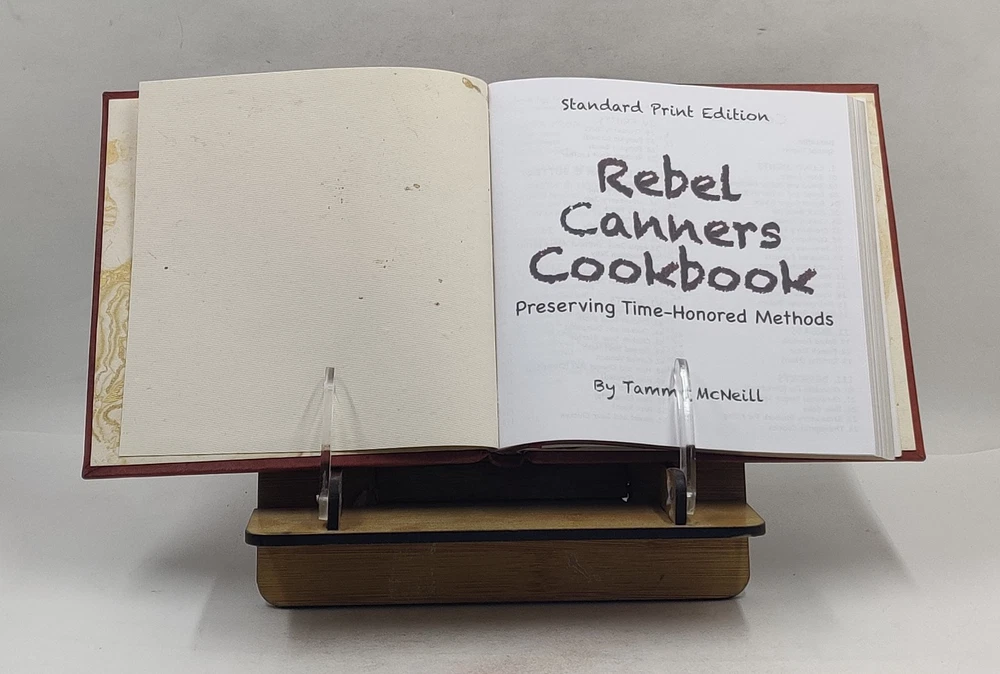 Standard Print Edition
Rebel
Canners
Cookbook
Preserving Time-Honored Methods
By McNeill